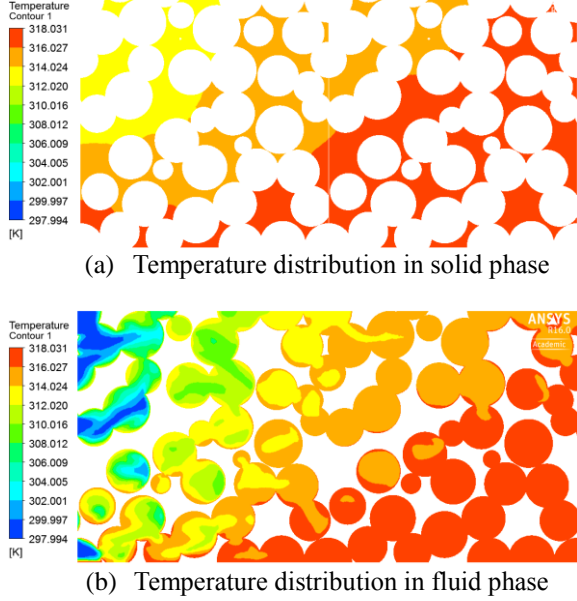 Temperature
Contour 1
318.031
316.027
314.024
312.020
310.016
308.013
306.009
304.005
302.001
299.997
297.994
[K]
(a) Temperature distribution in solid phase
Temperature
Contour 1
318.031
316.027
314.024
312.020
310.016
308.012
306.009
304.005
302.001
299.997
297.994
[K]
ANSYS
R16.0
Academic
(b) Temperature distribution in fluid phase